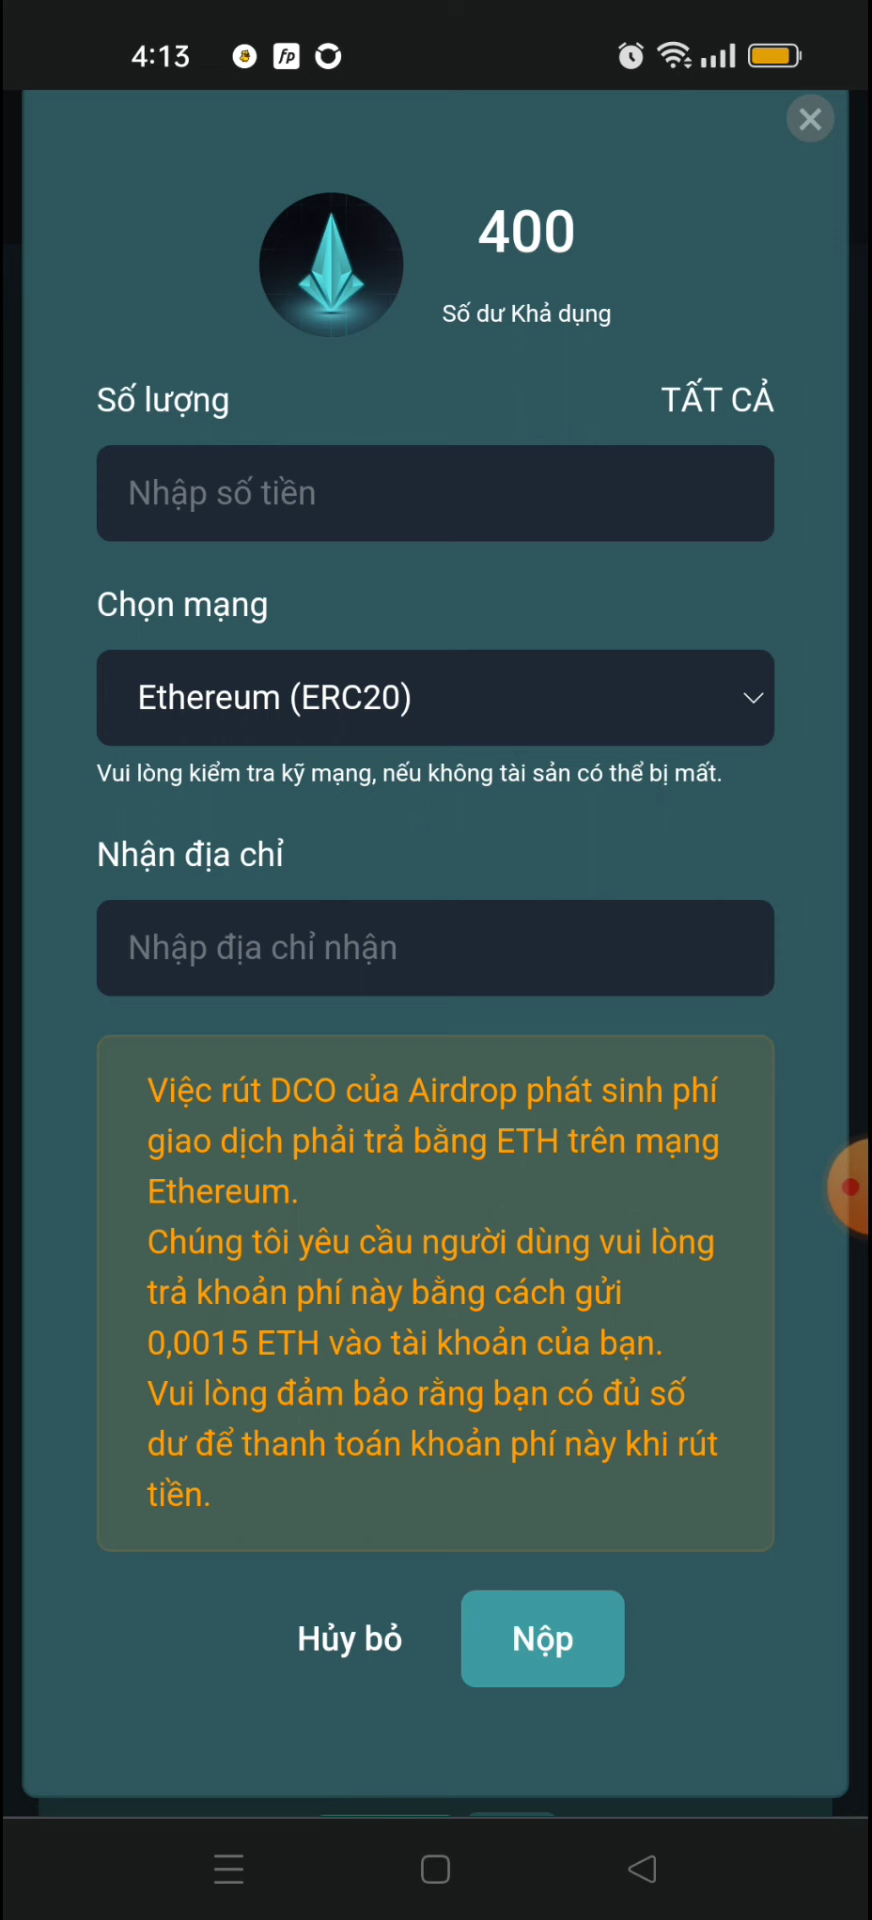 4:13
fp
400
Số dư Khả dụng
Số lượng
TẤT CẢ
Nhập số tiền
Chọn mạng
Ethereum (ERC20)
Vui lòng kiểm tra kỹ mạng, nếu không tài sản có thể bị mất.
Nhận địa chỉ
Nhập địa chỉ nhận
Việc rút DCO của Airdrop phát sinh phí
giao dịch phải trả bằng ETH trên mạng
Ethereum.
Chúng tôi yêu cầu người dùng vui lòng
trả khoản phí này bằng cách gửi
0,0015 ETH vào tài khoản của bạn.
Vui lòng đảm bảo rằng bạn có đủ số
dư để thanh toán khoản phí này khi rút
tiền.
Hủy bỏ
Nộp